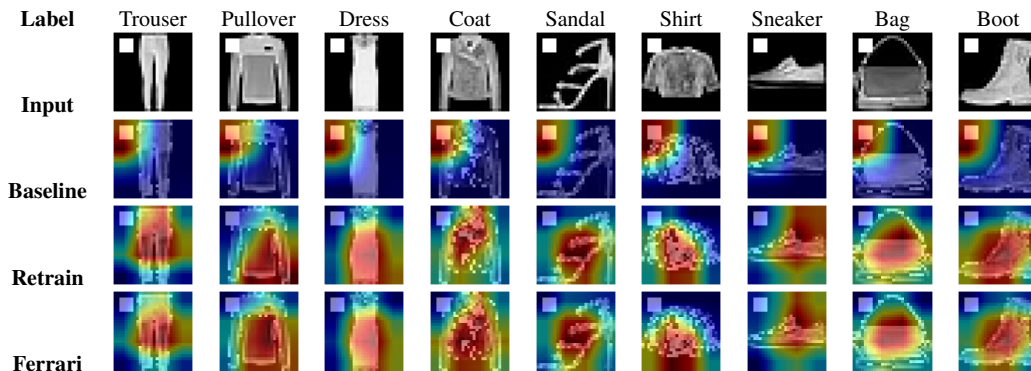 Label Trouser Pullover Dress Coat Sandal Shirt Sneaker Bag Boot
Input
Baseline
Retrain
Ferrari